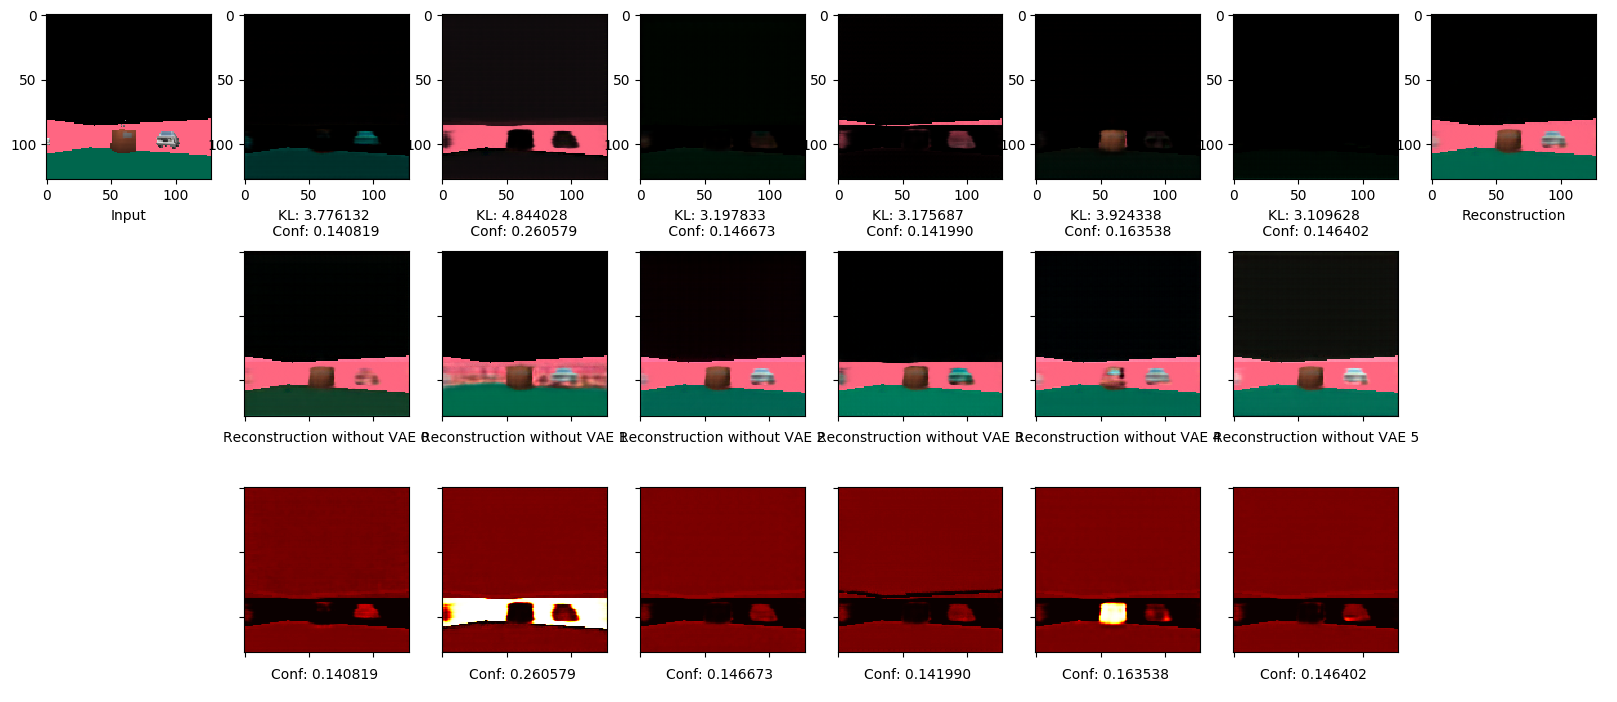 0
50
100
0 50 100
Input
0
50
100
0 50 100
KL: 3.776132
Conf: 0.140819
0
50
100
0 50 100
KL: 4.844028
Conf: 0.260579
0
50
100
0 50 100
KL: 3.197833
Conf: 0.146673
0
50
100
0 50 100
KL: 3.175687
Conf: 0.141990
0
50
100
0 50 100
KL: 3.924338
Conf: 0.163538
0
50
100
0 50 100
KL: 3.109628
Conf: 0.146402
0
50
100
0 50 100
Reconstruction
Reconstruction without VAE 0
Reconstruction without VAE 1
Reconstruction without VAE 2
Reconstruction without VAE 3
Reconstruction without VAE 4
Reconstruction without VAE 5
Conf: 0.140819
Conf: 0.260579
Conf: 0.146673
Conf: 0.141990
Conf: 0.163538
Conf: 0.146402